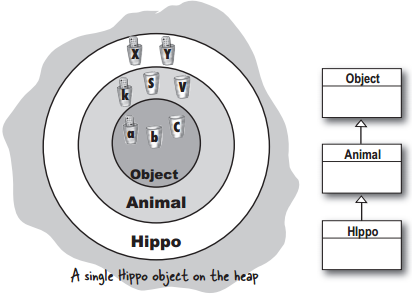 X Y
k S V
a b C
Object
Animal
Hippo
A single Hippo object on the heap
Object
Animal
HIppo